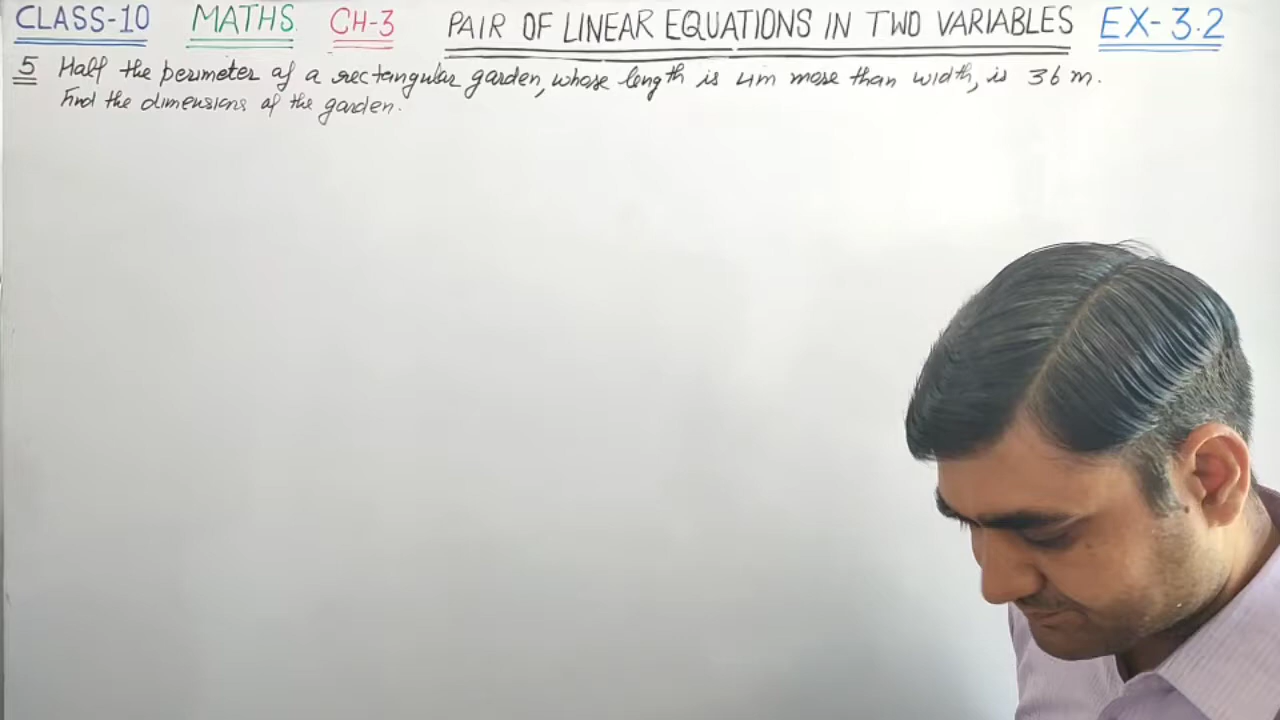 CLASS-10 MATHS. CH-3 PAIR OF LINEAR EQUATIONS IN TWO VARIABLES EX-3.2
5 Half the perimeter of a rectangular garden, whose length is 4m more than width, is 36 m.
Find the dimensions of the garden.